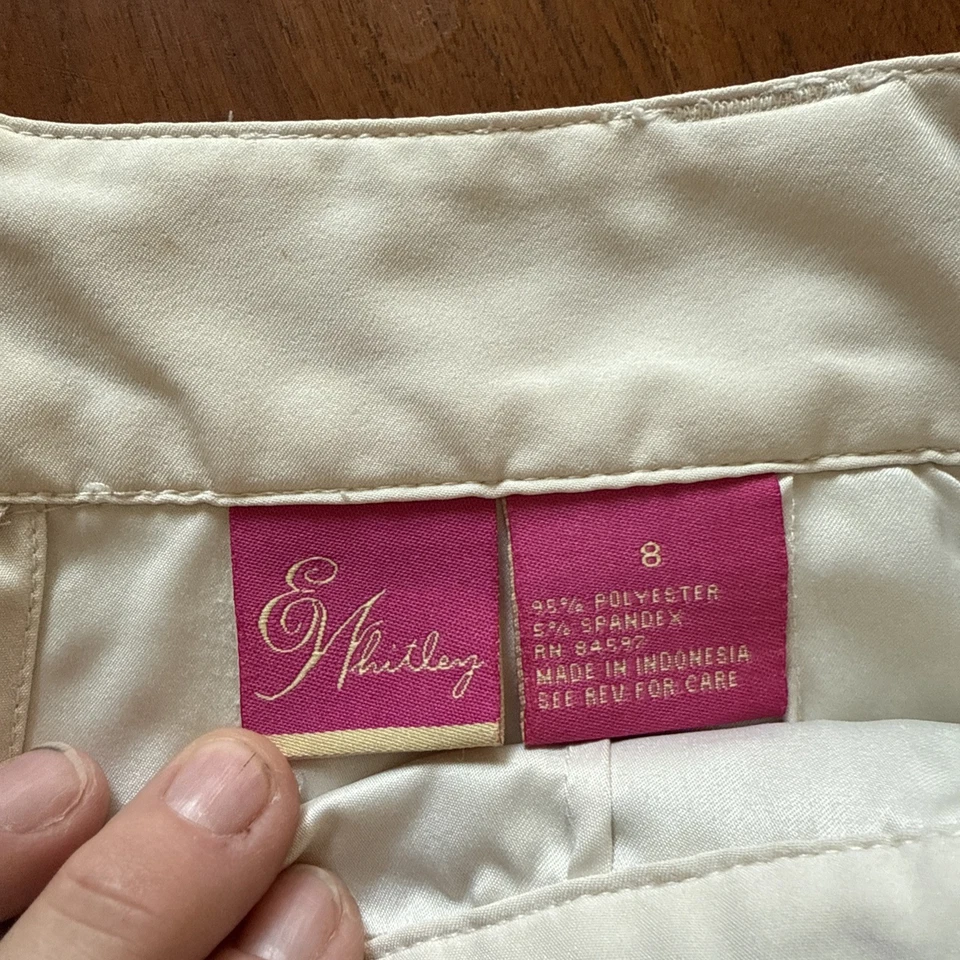 E Whitley
8
95% POLYESTER
5% SPANDEX
RN 84597
MADE IN INDONESIA
SEE REV. FOR CARE